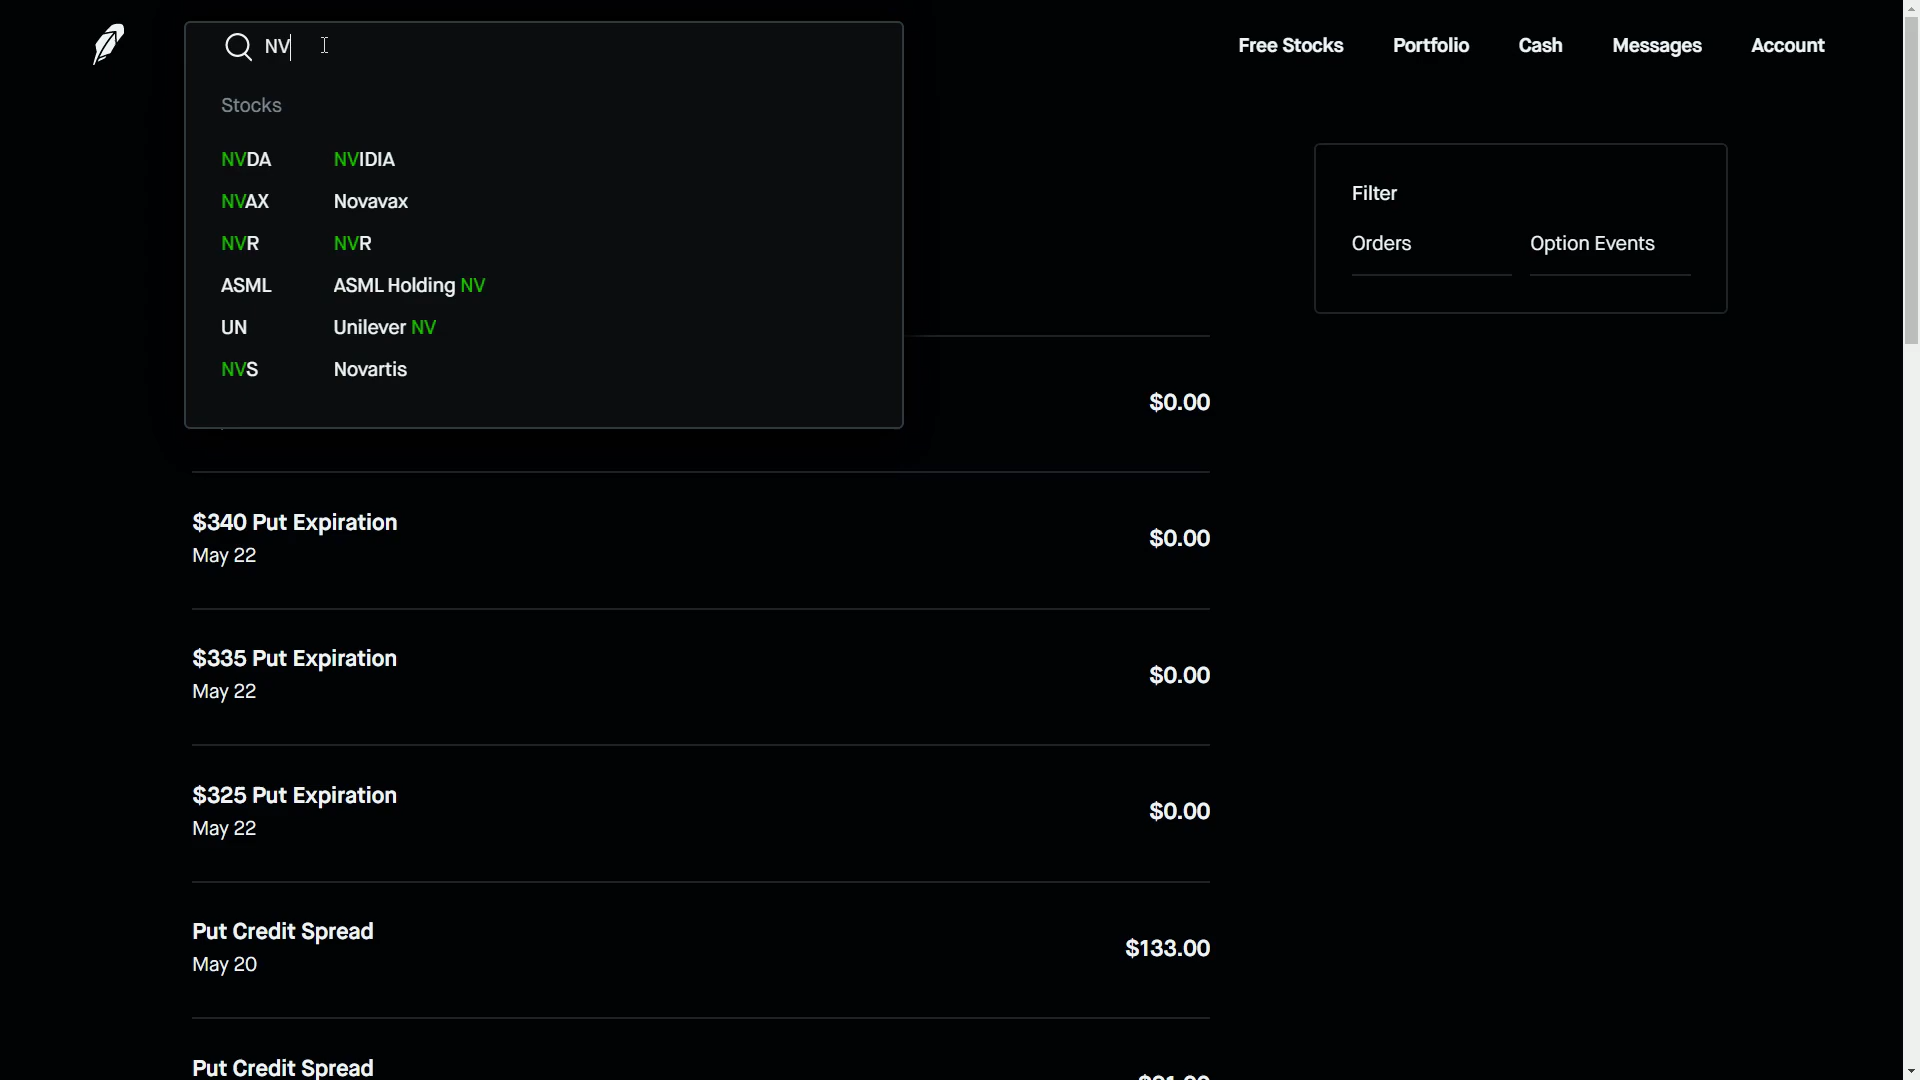 NV
Free Stocks Portfolio Cash Messages Account
Stocks
NVDA NVIDIA
NVAX Novavax
NVR NVR
ASML ASML Holding NV
UN Unilever NV
NVS Novartis
Filter
Orders Option Events
$0.00
$340 Put Expiration
May 22
$0.00
$335 Put Expiration
May 22
$0.00
$325 Put Expiration
May 22
$0.00
Put Credit Spread
May 20
$133.00
Put Credit Spread